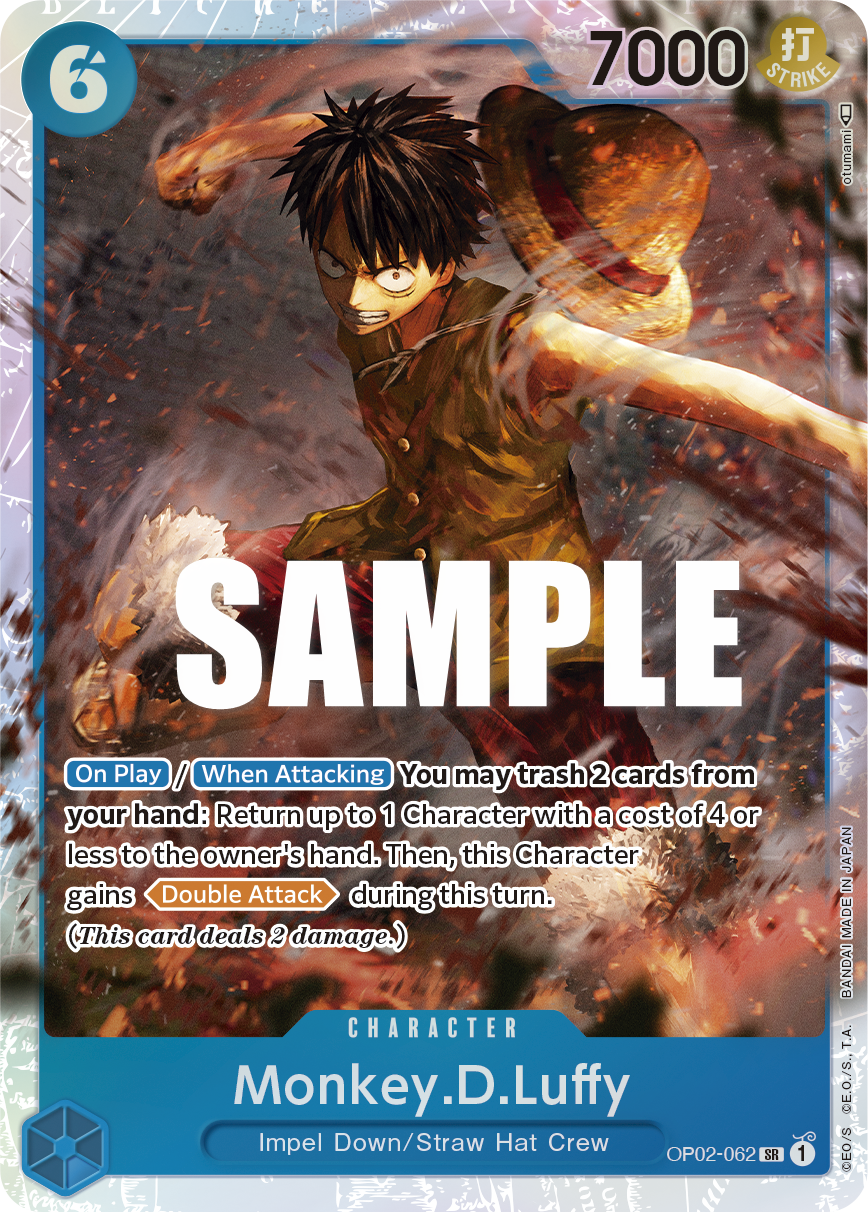 6
7000
打
STRIKE
otumami
SAMPLE
On Play / When Attacking You may trash 2 cards from
your hand: Return up to 1 Character with a cost of 4 or
less to the owner's hand. Then, this Character
gains Double Attack during this turn.
(This card deals 2 damage.)
CHARACTER
Monkey.D.Luffy
Impel Down/Straw Hat Crew
OP02-062 SR 1
©EO/S ©E.O./S., T.A. BANDAI MADE IN JAPAN